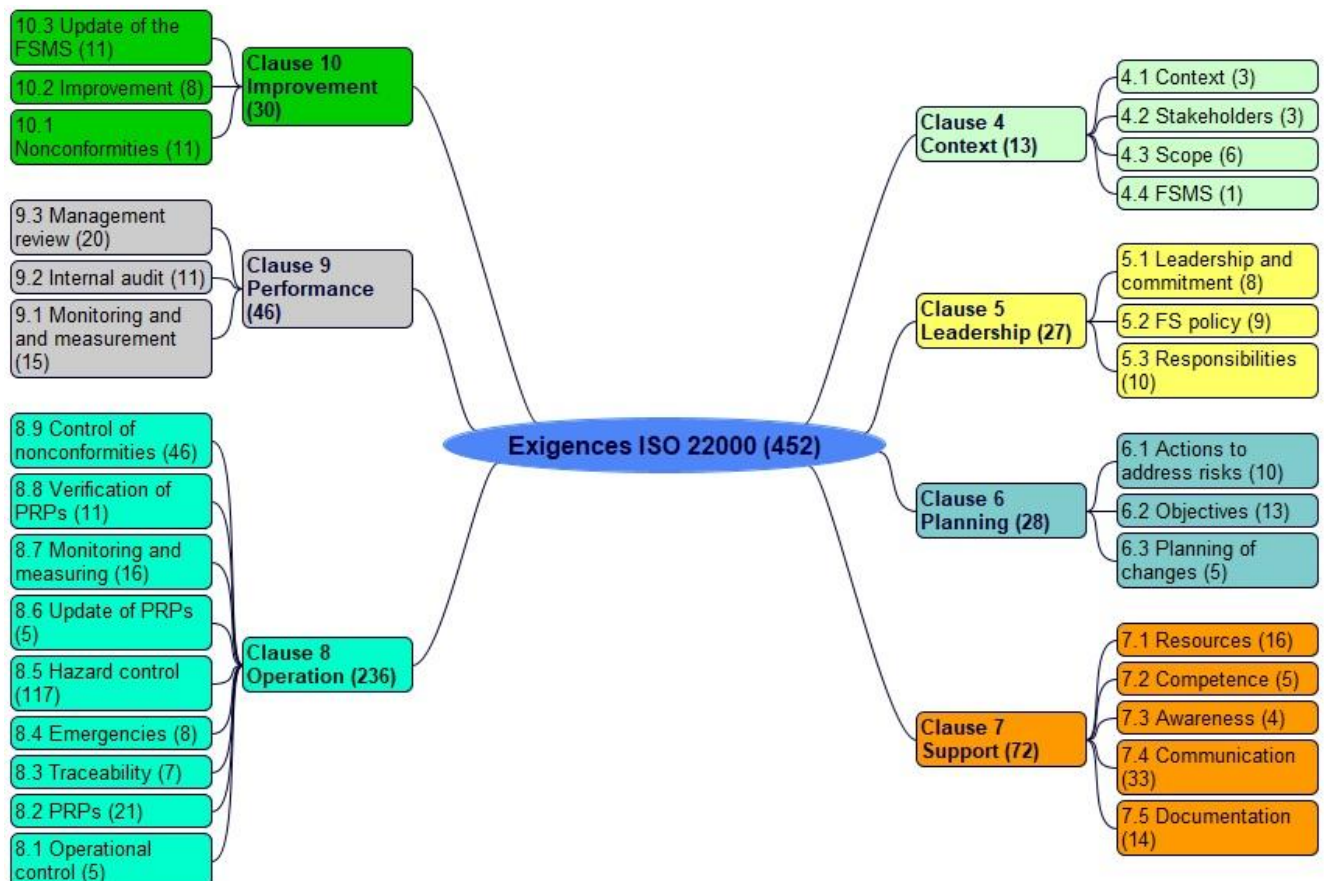 10.3 Update of the
FSMS (11)
10.2 Improvement (8)
10.1
Nonconformities (11)
Clause 10
Improvement
(30)
9.3 Management
review (20)
9.2 Internal audit (11)
9.1 Monitoring and
and measurement
(15)
Clause 9
Performance
(46)
8.9 Control of
nonconformities (46)
8.8 Verification of
PRPs (11)
8.7 Monitoring and
measuring (16)
8.6 Update of PRPs
(5)
8.5 Hazard control
(117)
8.4 Emergencies (8)
8.3 Traceability (7)
8.2 PRPs (21)
8.1 Operational
control (5)
Clause 8
Operation (236)
Exigences ISO 22000 (452)
Clause 4
Context (13)
4.1 Context (3)
4.2 Stakeholders (3)
4.3 Scope (6)
4.4 FSMS (1)
Clause 5
Leadership (27)
5.1 Leadership and
commitment (8)
5.2 FS policy (9)
5.3 Responsibilities
(10)
Clause 6
Planning (28)
6.1 Actions to
address risks (10)
6.2 Objectives (13)
6.3 Planning of
changes (5)
Clause 7
Support (72)
7.1 Resources (16)
7.2 Competence (5)
7.3 Awareness (4)
7.4 Communication
(33)
7.5 Documentation
(14)